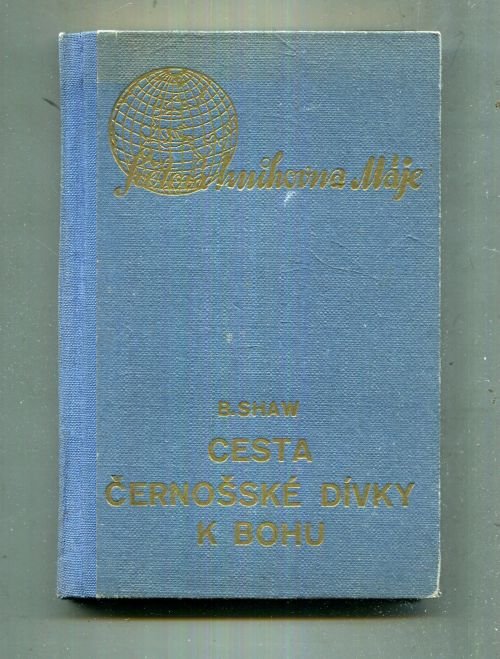 Světová knihovna Máje
B. SHAW
CESTA
ČERNOŠSKÉ DÍVKY
K BOHU